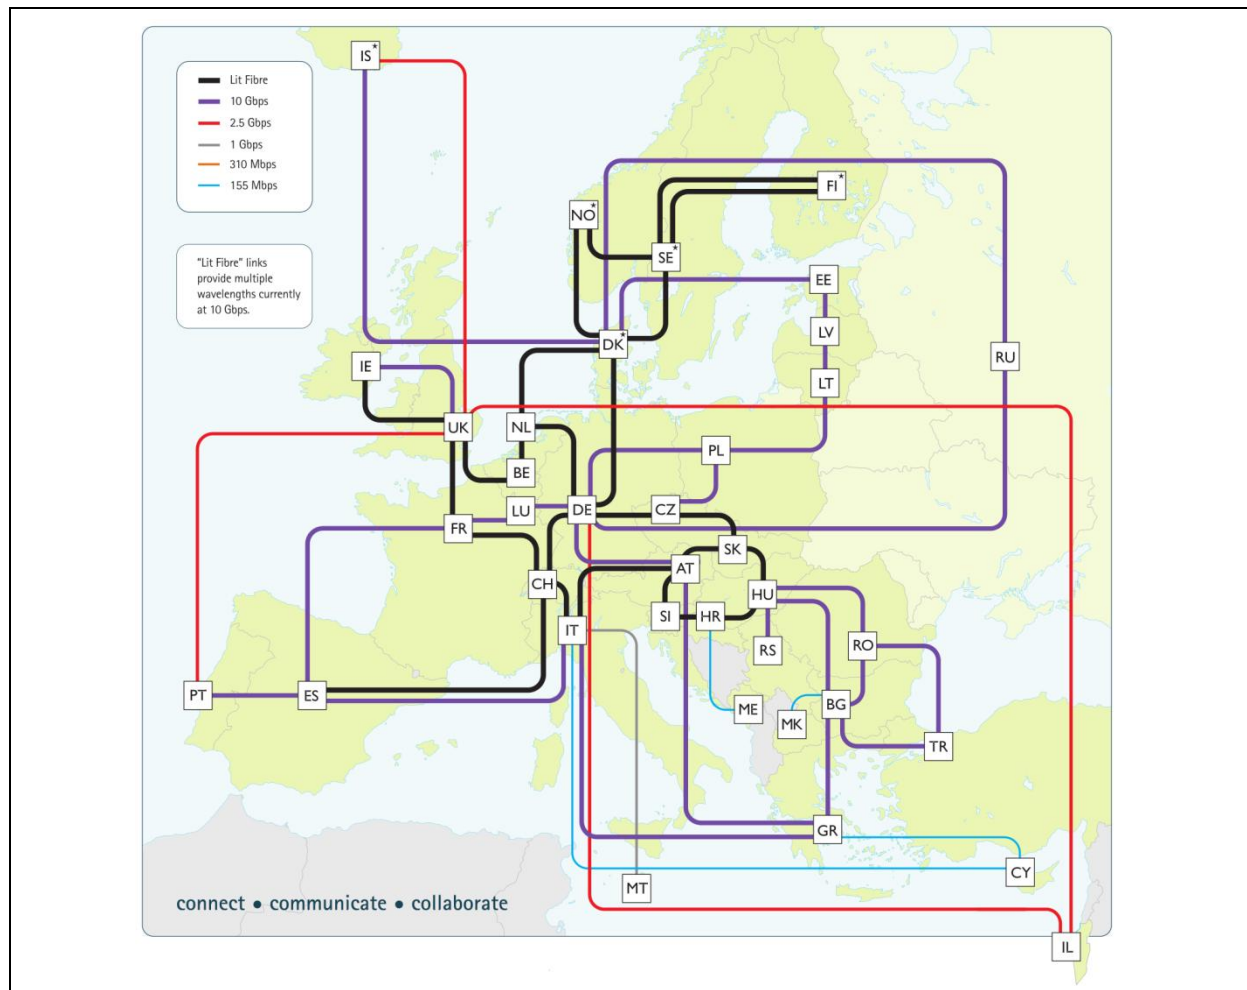 IS*
Lit Fibre
10 Gbps
2.5 Gbps
1 Gbps
310 Mbps
155 Mbps
FI*
NO*
"Lit Fibre" links
provide multiple
wavelengths currently
at 10 Gbps.
SE*
EE
LV
DK*
RU
IE
LT
UK
NL
PL
BE
LU
DE
CZ
FR
SK
AT
CH
HU
SI
HR
IT
RS
RO
PT
ES
ME
MK
BG
TR
GR
CY
MT
connect • communicate • collaborate
IL